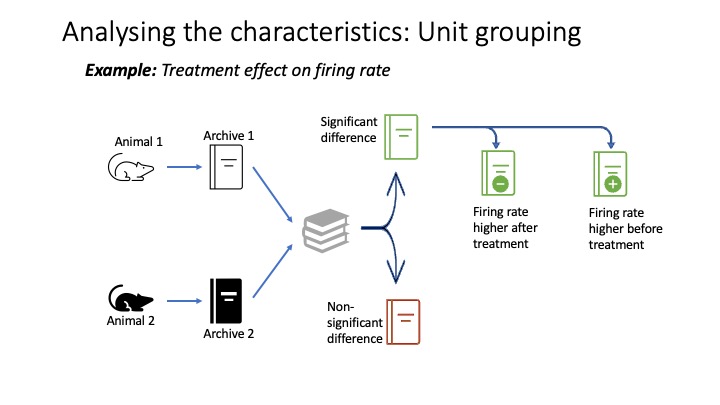 Analysing the characteristics: Unit grouping
Example: Treatment effect on firing rate
Animal 1
Archive 1
Significant
difference
Firing rate
higher after
treatment
Firing rate
higher before
treatment
Animal 2
Archive 2
Non-
significant
difference